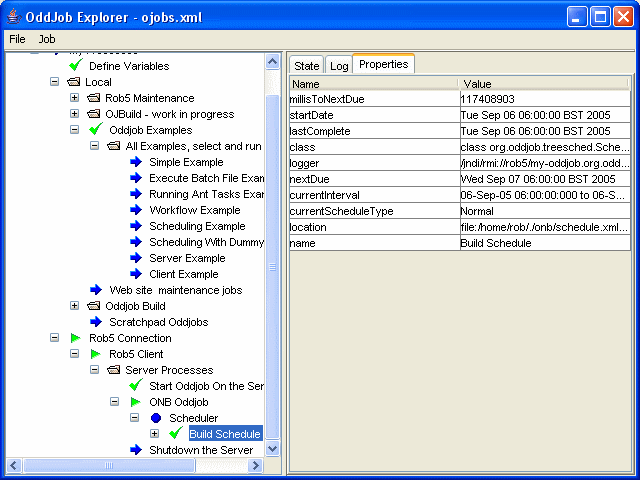 OddJob Explorer - ojobs.xml
File Job
Define Variables
Local
Rob5 Maintenance
OJBuild - work in progress
Oddjob Examples
All Examples, select and run
Simple Example
Execute Batch File Exam
Running Ant Tasks Exa
Workflow Example
Scheduling Example
Scheduling With Dummy
Server Example
Client Example
Web site maintenance jobs
Oddjob Build
Scratchpad Oddjobs
Rob5 Connection
Rob5 Client
Server Processes
Start Oddjob On the Ser
ONB Oddjob
Scheduler
Build Schedule
Shutdown the Server
State Log Properties
Name Value
millisToNextDue 117408903
startDate Tue Sep 06 06:00:00 BST 2005
lastComplete Tue Sep 06 06:00:00 BST 2005
class class org.oddjob.treesched.Sche...
logger /jndi/rmi://rob5/my-oddjob.org.odd...
nextDue Wed Sep 07 06:00:00 BST 2005
currentInterval 06-Sep-05 06:00:00:000 to 06-S...
currentScheduleType Normal
location file:/home/rob/./onb/schedule.xml...
name Build Schedule